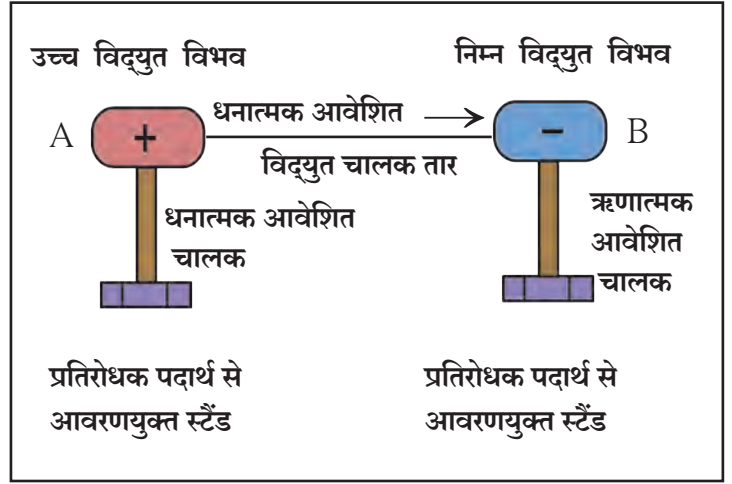 उच्च विद्युत विभव
निम्न विद्युत विभव
धनात्मक आवेशित
A
+
-
B
विद्युत चालक तार
धनात्मक आवेशित
चालक
ऋणात्मक
आवेशित
चालक
प्रतिरोधक पदार्थ से
आवरणयुक्त स्टैंड
प्रतिरोधक पदार्थ से
आवरणयुक्त स्टैंड